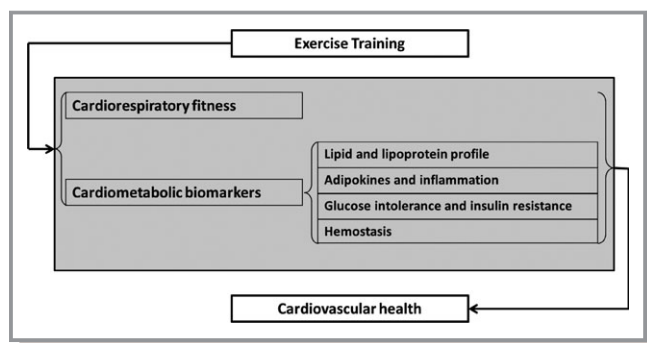 Exercise Training
Cardiorespiratory fitness
Cardiometabolic biomarkers
Lipid and lipoprotein profile
Adipokines and inflammation
Glucose intolerance and insulin resistance
Hemostasis
Cardiovascular health